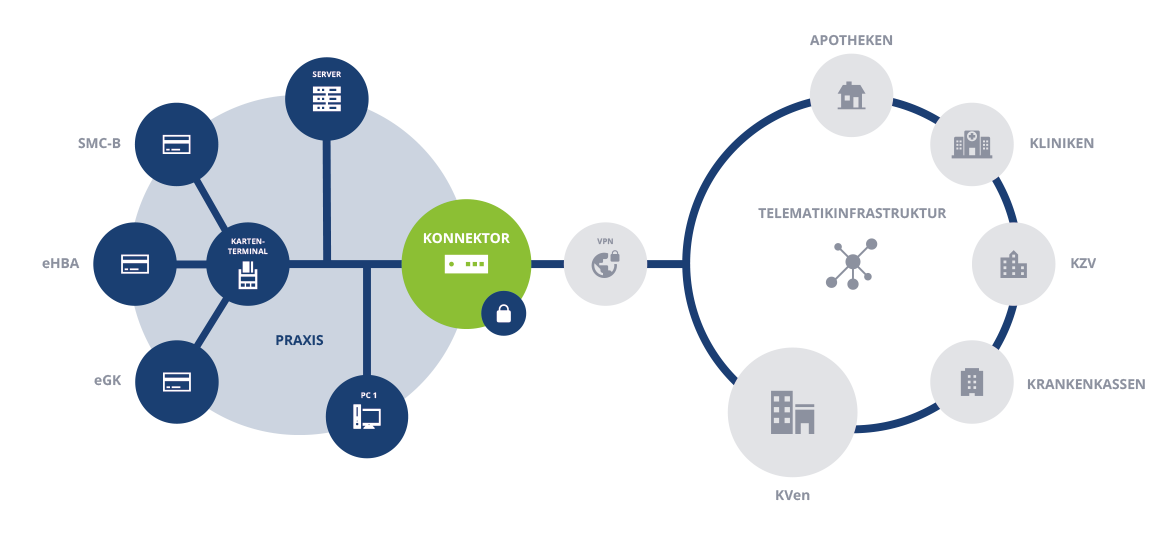 SERVER
SMC-B
KARTEN-
TERMINAL
eHBA
KONNEKTOR
PRAXIS
eGK
PC 1
VPN
APOTHEKEN
KLINIKEN
TELEMATIKINFRASTRUKTUR
KZV
KRANKENKASSEN
KVen